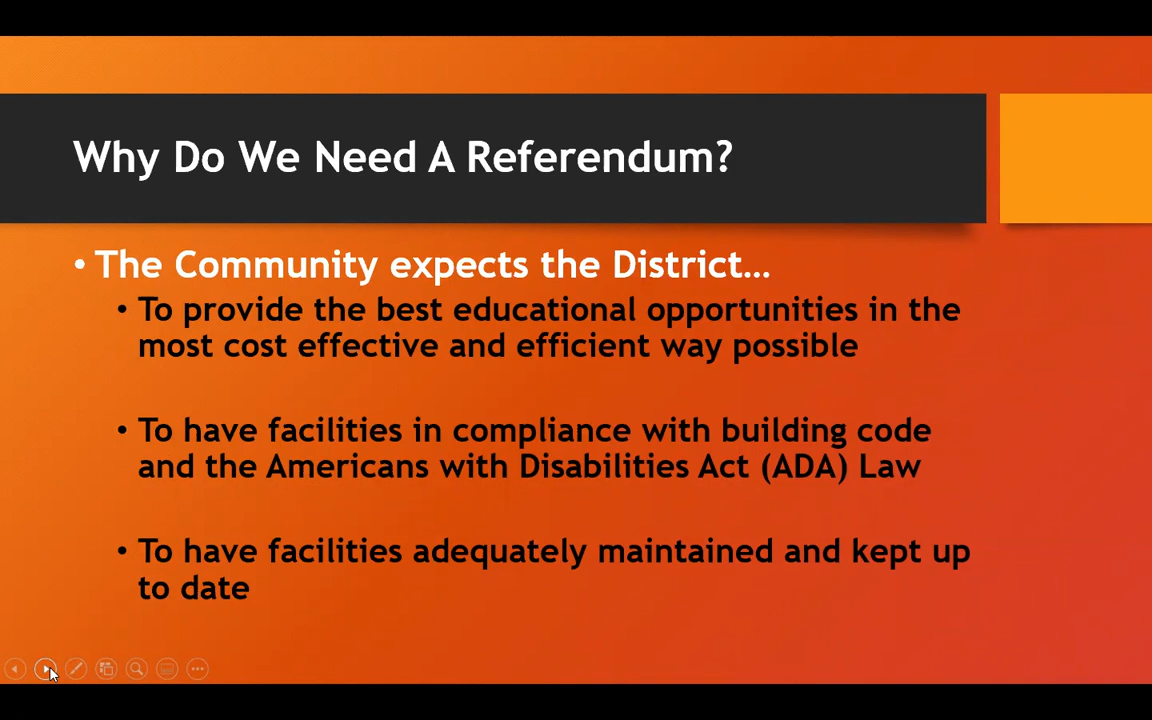 Why Do We Need A Referendum?
• The Community expects the District...
• To provide the best educational opportunities in the
most cost effective and efficient way possible
• To have facilities in compliance with building code
and the Americans with Disabilities Act (ADA) Law
• To have facilities adequately maintained and kept up
to date